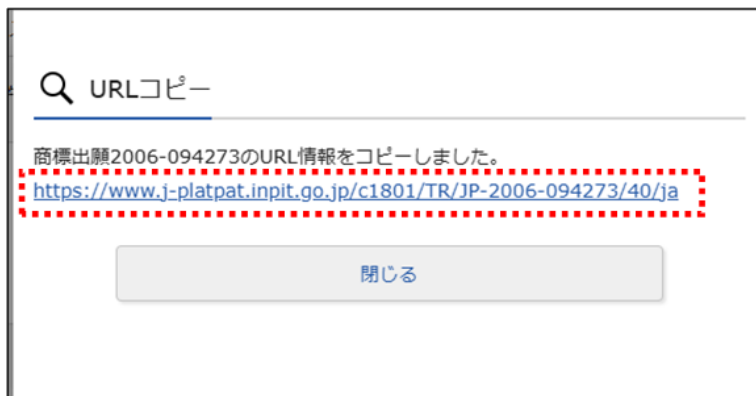 URLコピー
商標出願2006-094273のURL情報をコピーしました。
https://www.j-platpat.inpit.go.jp/c1801/TR/JP-2006-094273/40/ja
閉じる